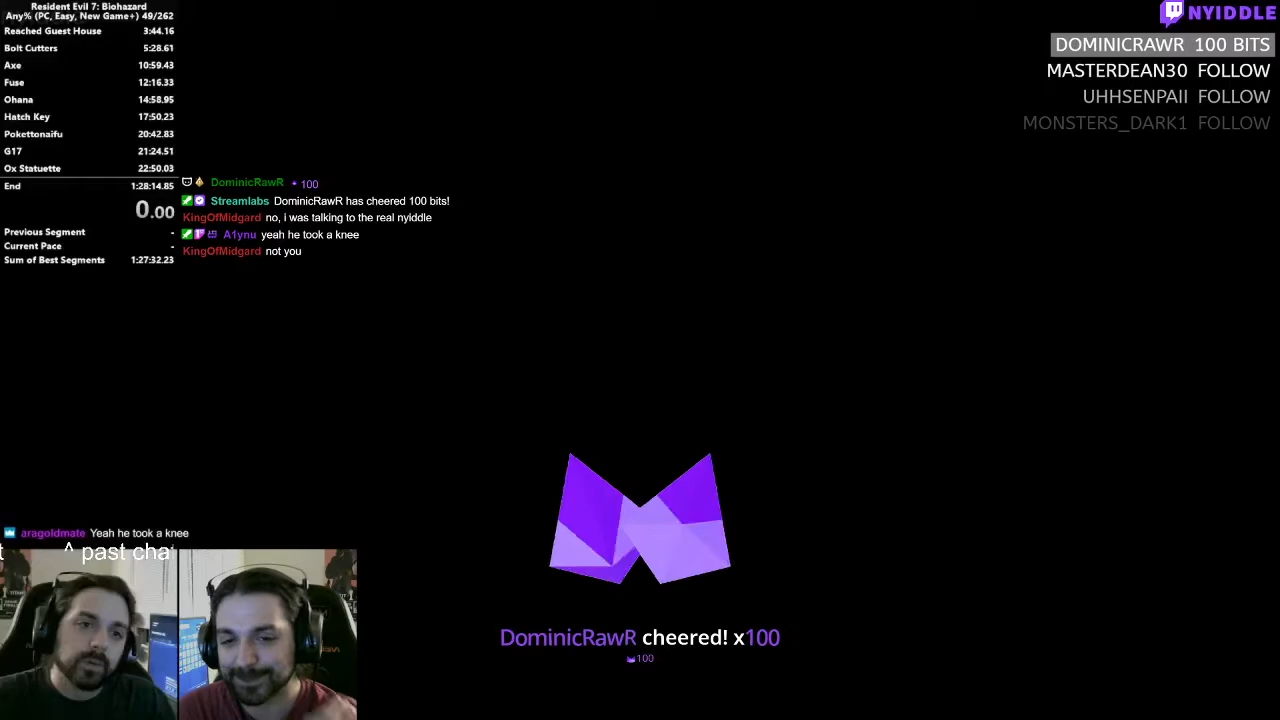 Resident Evil 7: Biohazard
Any% (PC, Easy, New Game+) 49/262
Reached Guest House 3:44.16
Bolt Cutters 5:28.61
Axe 10:59.43
Fuse 12:16.33
Ohana 14:58.95
Hatch Key 17:50.23
Pokettonaifu 20:42.83
G17 21:24.51
Ox Statuette 22:50.03
End 1:28:14.85
0.00
Previous Segment -
Current Pace -
Sum of Best Segments 1:27:32.23
DominicRawR 100
Streamlabs DominicRawR has cheered 100 bits!
KingOfMidgard no, i was talking to the real nyiddle
A1ynu yeah he took a knee
KingOfMidgard not you
NYIDDLE
DOMINICRAWR 100 BITS
MASTERDEAN30 FOLLOW
UHHSENPAII FOLLOW
MONSTERS_DARK1 FOLLOW
aragoldmate Yeah he took a knee
t ^ past cha
DominicRawR cheered! x100
100